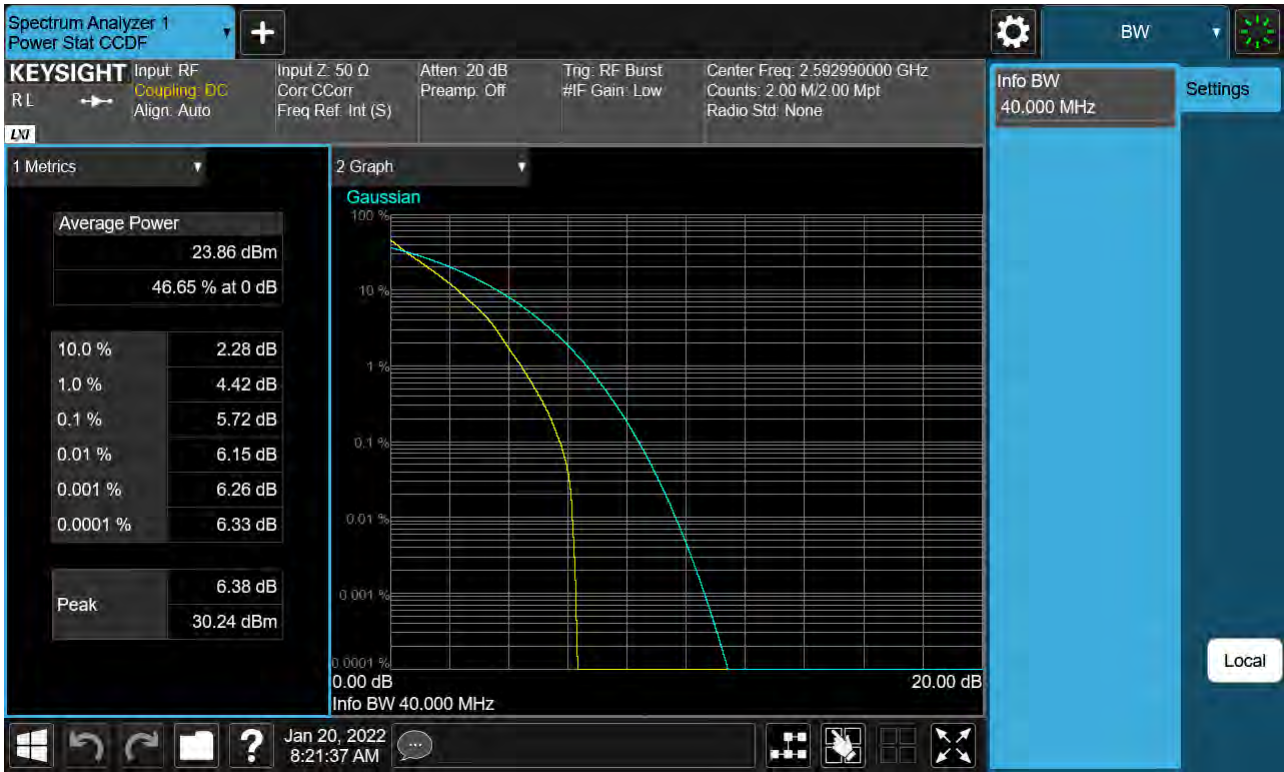 Spectrum Analyzer 1
Power Stat CCDF
+
BW
KEYSIGHT
RL
LXI
Input: RF
Coupling: DC
Align: Auto
Input Z: 50 Ω
Corr CCorr
Freq Ref: Int (S)
Atten: 20 dB
Preamp: Off
Trig: RF Burst
#IF Gain: Low
Center Freq: 2.592990000 GHz
Counts: 2.00 M/2.00 Mpt
Radio Std: None
Info BW
40.000 MHz
Settings
1 Metrics
Average Power
23.86 dBm
46.65 % at 0 dB
10.0 % 2.28 dB
1.0 % 4.42 dB
0.1 % 5.72 dB
0.01 % 6.15 dB
0.001 % 6.26 dB
0.0001 % 6.33 dB
Peak
6.38 dB
30.24 dBm
2 Graph
Gaussian
100 %
10 %
1 %
0.1 %
0.01 %
0.001 %
0.0001 %
0.00 dB 20.00 dB
Info BW 40.000 MHz
Local
?
Jan 20, 2022
8:21:37 AM